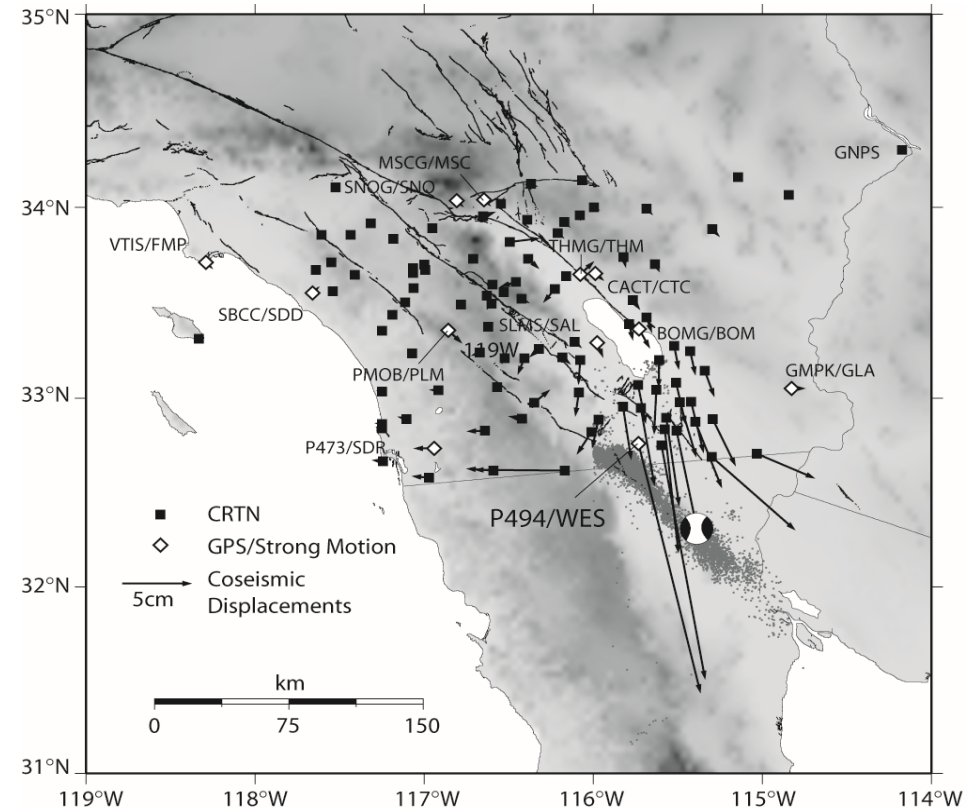 35°N
MSCG/MSC
GNPS
SNOG/SNO
34°N
VTIS/FMP
THMG/THM
CACT/CTC
SBCC/SDD
SLMS/SAL
BOMG/BOM
119W
PMOB/PLM
GMPK/GLA
33°N
P473/SDR
CRTN
P494/WES
GPS/Strong Motion
Coseismic
5cm
Displacements
32°N
km
0 75 150
31°N
119°W 118°W 117°W 116°W 115°W 114°W